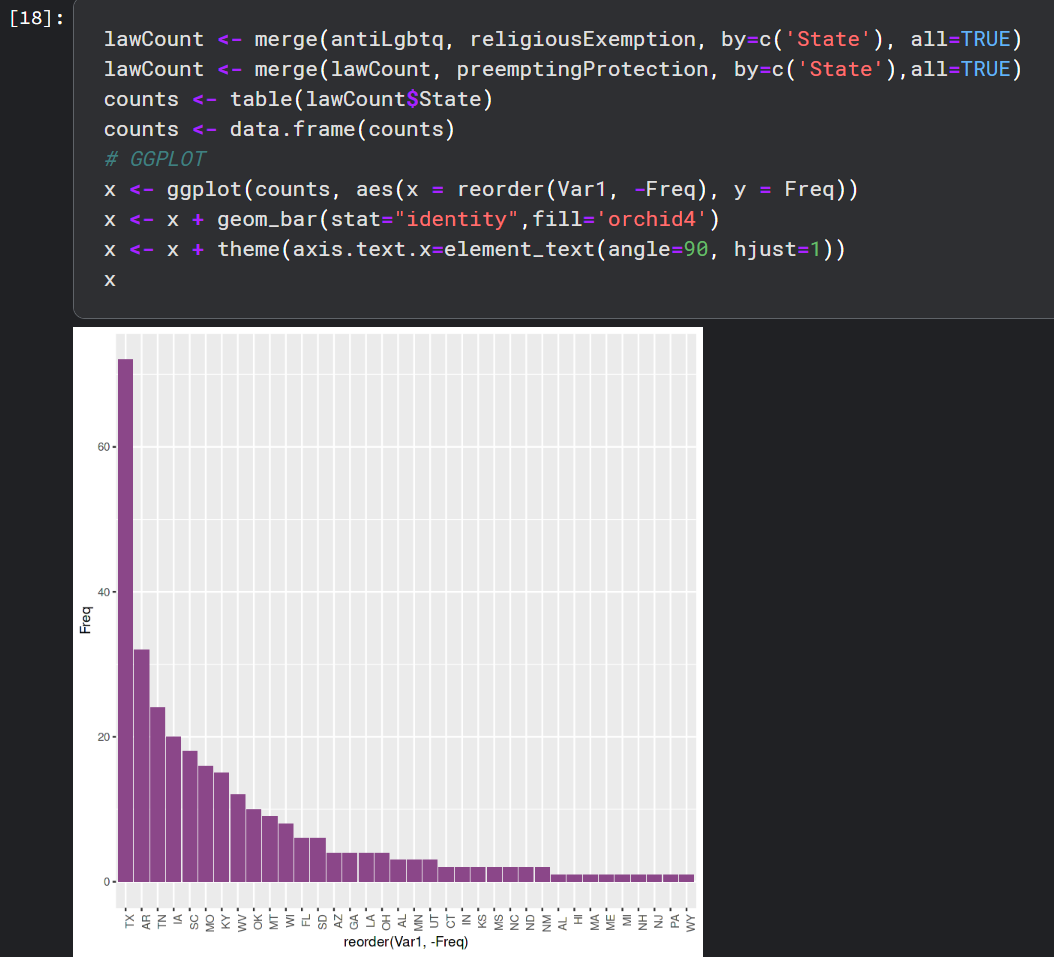 [18]:
lawCount <- merge(antiLgbtq, religiousExemption, by=c('State'), all=TRUE)
lawCount <- merge(lawCount, preemptingProtection, by=c('State'),all=TRUE)
counts <- table(lawCount$State)
counts <- data.frame(counts)
# GGPLOT
x <- ggplot(counts, aes(x = reorder(Var1, -Freq), y = Freq))
x <- x + geom_bar(stat="identity",fill='orchid4')
x <- x + theme(axis.text.x=element_text(angle=90, hjust=1))
x
60
40
20
0
Freq
TX AR TN IA SC MO KY WV OK MT WI FL SD AZ GA LA OH AL MN UT CT IN KS MS NC ND NM AL HI MA ME MI NH NJ PA WY
reorder(Var1, -Freq)